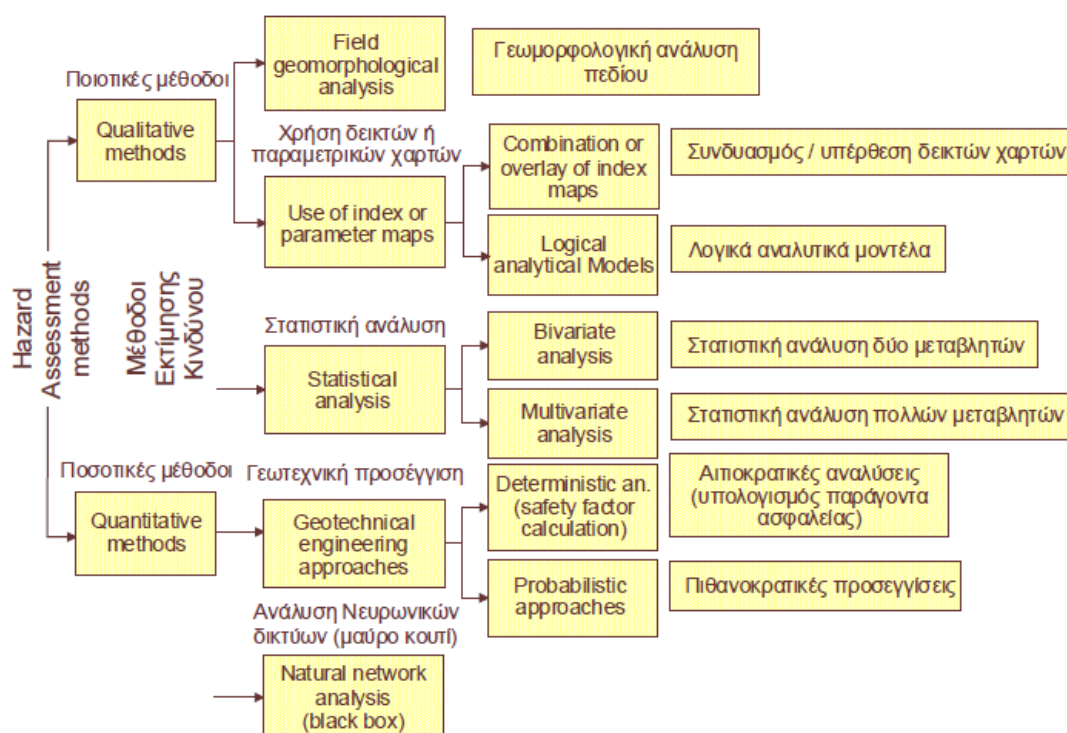 Field
geomorphological
analysis
Γεωμορφολογική ανάλυση
πεδίου
Ποιοτικές μέθοδοι
Qualitative
methods
Χρήση δεικτών ή
παραμετρικών χαρτών
Use of index or
parameter maps
Combination or
overlay of index
maps
Συνδυασμός / υπέρθεση δεικτών χαρτών
Logical
analytical Models
Λογικά αναλυτικά μοντέλα
Hazard
Assessment
methods
Μέθοδοι
Εκτίμησης
Κινδύνου
Στατιστική ανάλυση
Statistical
analysis
Bivariate
analysis
Στατιστική ανάλυση δύο μεταβλητών
Multivariate
analysis
Στατιστική ανάλυση πολλών μεταβλητών
Ποσοτικές μέθοδοι
Quantitative
methods
Γεωτεχνική προσέγγιση
Geotechnical
engineering
approaches
Deterministic an.
(safety factor
calculation)
Αιτιοκρατικές αναλύσεις
(υπολογισμός παράγοντα
ασφαλείας)
Probabilistic
approaches
Πιθανοκρατικές προσεγγίσεις
Ανάλυση Νευρωνικών
δικτύων (μαύρο κουτί)
Natural network
analysis
(black box)